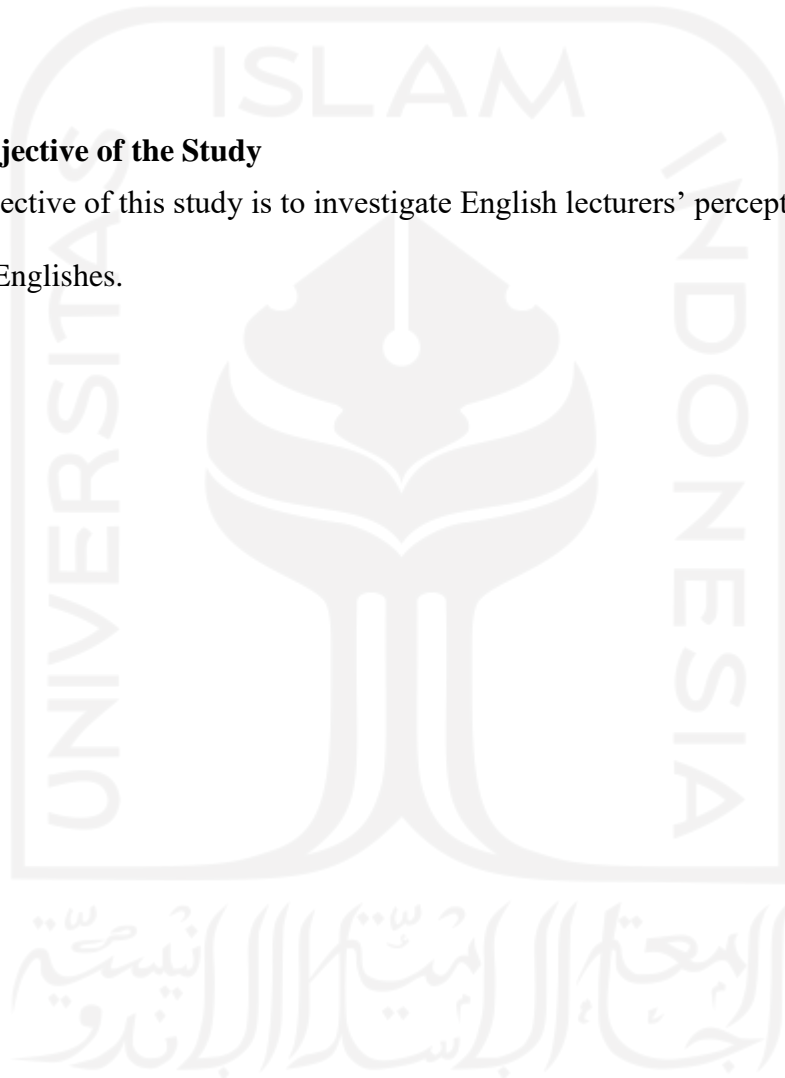 ISLAM
jective of the Study
ective of this study is to investigate English lecturers’ percept
Englishes.
UNIVERSITAS
INDONESIA